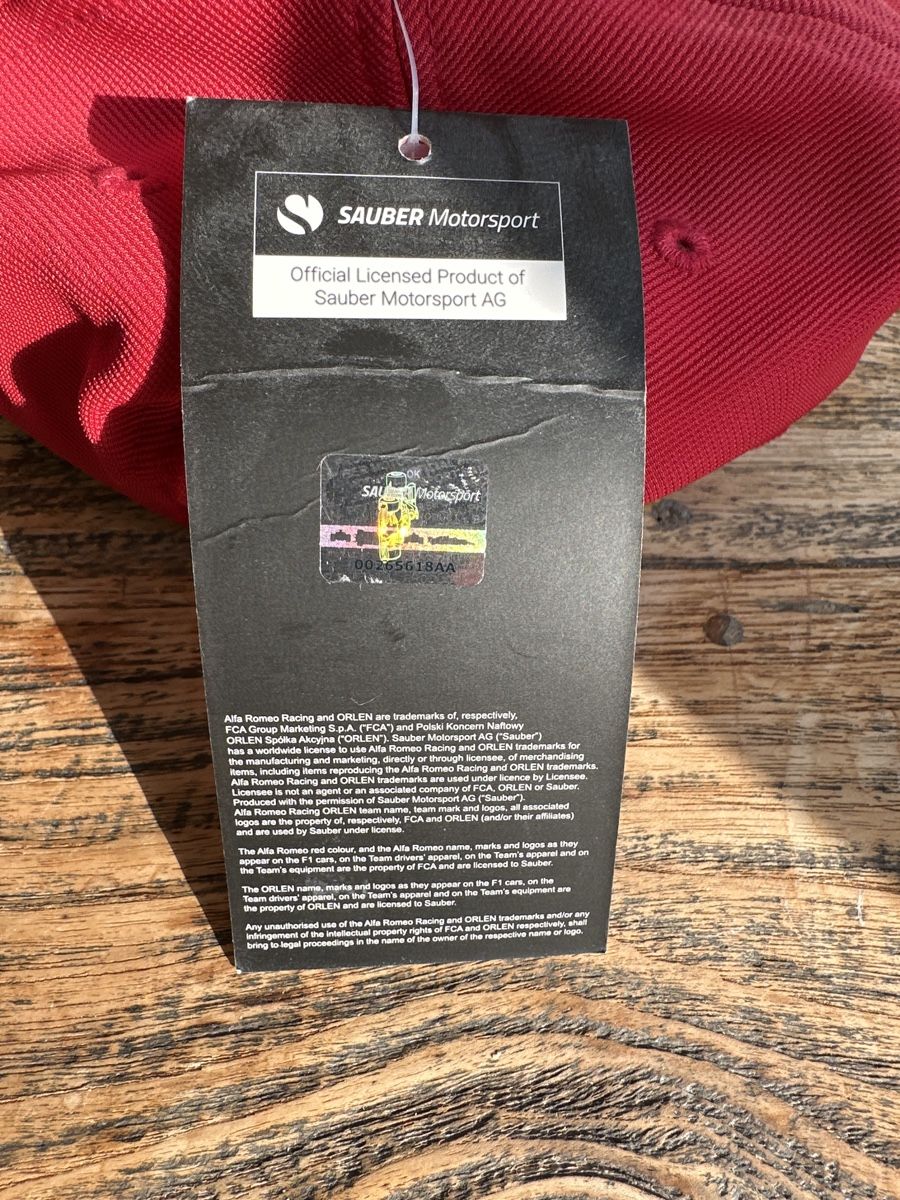 SAUBER Motorsport
Official Licensed Product of
Sauber Motorsport AG
OK
SAUBER Motorsport
00265618AA
Alfa Romeo Racing and ORLEN are trademarks of, respectively,
FCA Group Marketing S.p.A. ("FCA") and Polski Koncern Naftowy
ORLEN Spólka Akcyjna ("ORLEN"). Sauber Motorsport AG ("Sauber")
has a worldwide license to use Alfa Romeo Racing and ORLEN trademarks for
the manufacturing and marketing, directly or through licensee, of merchandising
items, including items reproducing the Alfa Romeo Racing and ORLEN trademarks.
Alfa Romeo Racing and ORLEN trademarks are used under licence by Licensee.
Licensee is not an agent or an associated company of FCA, ORLEN or Sauber.
Produced with the permission of Sauber Motorsport AG ("Sauber").
Alfa Romeo Racing ORLEN team name, team mark and logos, all associated
logos are the property of, respectively, FCA and ORLEN (and/or their affiliates)
and are used by Sauber under license.
The Alfa Romeo red colour, and the Alfa Romeo name, marks and logos as they
appear on the F1 cars, on the Team drivers' apparel, on the Team's apparel and on
the Team's equipment are the property of FCA and are licensed to Sauber.
The ORLEN name, marks and logos as they appear on the F1 cars, on the
Team drivers' apparel, on the Team's apparel and on the Team's equipment are
the property of ORLEN and are licensed to Sauber.
Any unauthorised use of the Alfa Romeo Racing and ORLEN trademarks and/or any
infringement of the intellectual property rights of FCA and ORLEN respectively, shall
bring to legal proceedings in the name of the owner of the respective name or logo.